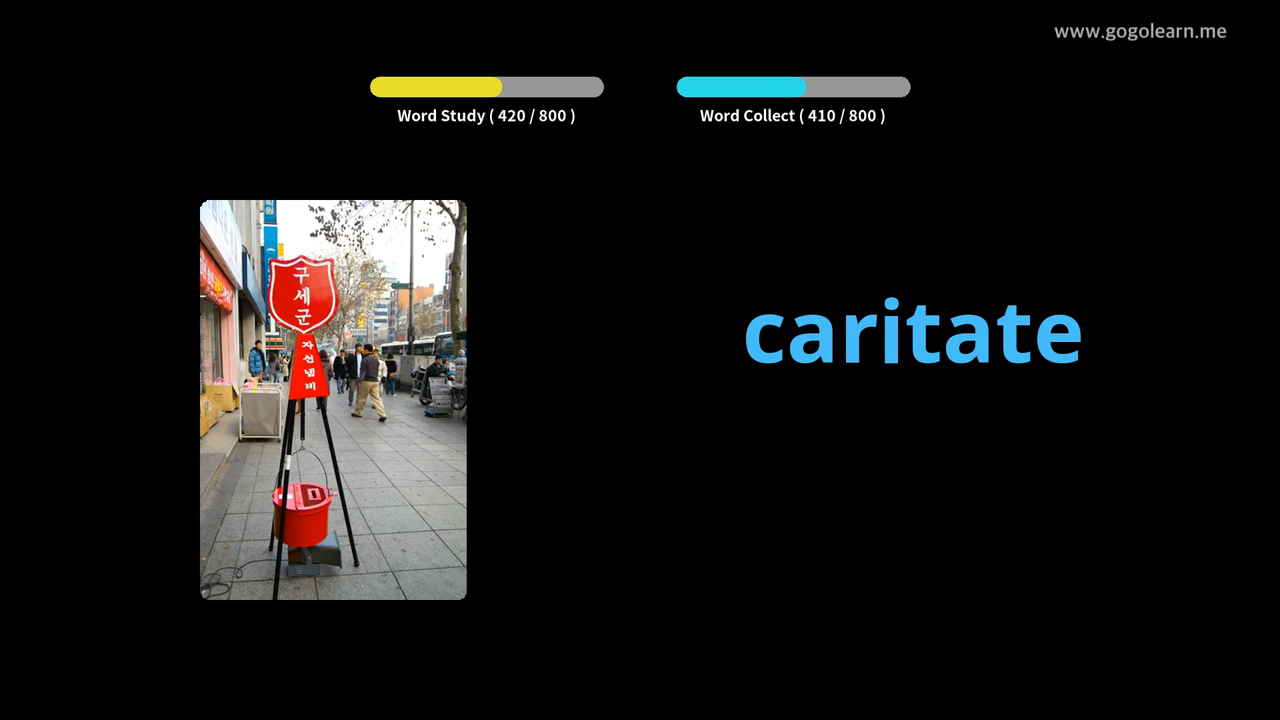 www.gogolearn.me
Word Study ( 420 / 800 )
Word Collect ( 410 / 800 )
구
세
군
자
선
냄
비
caritate